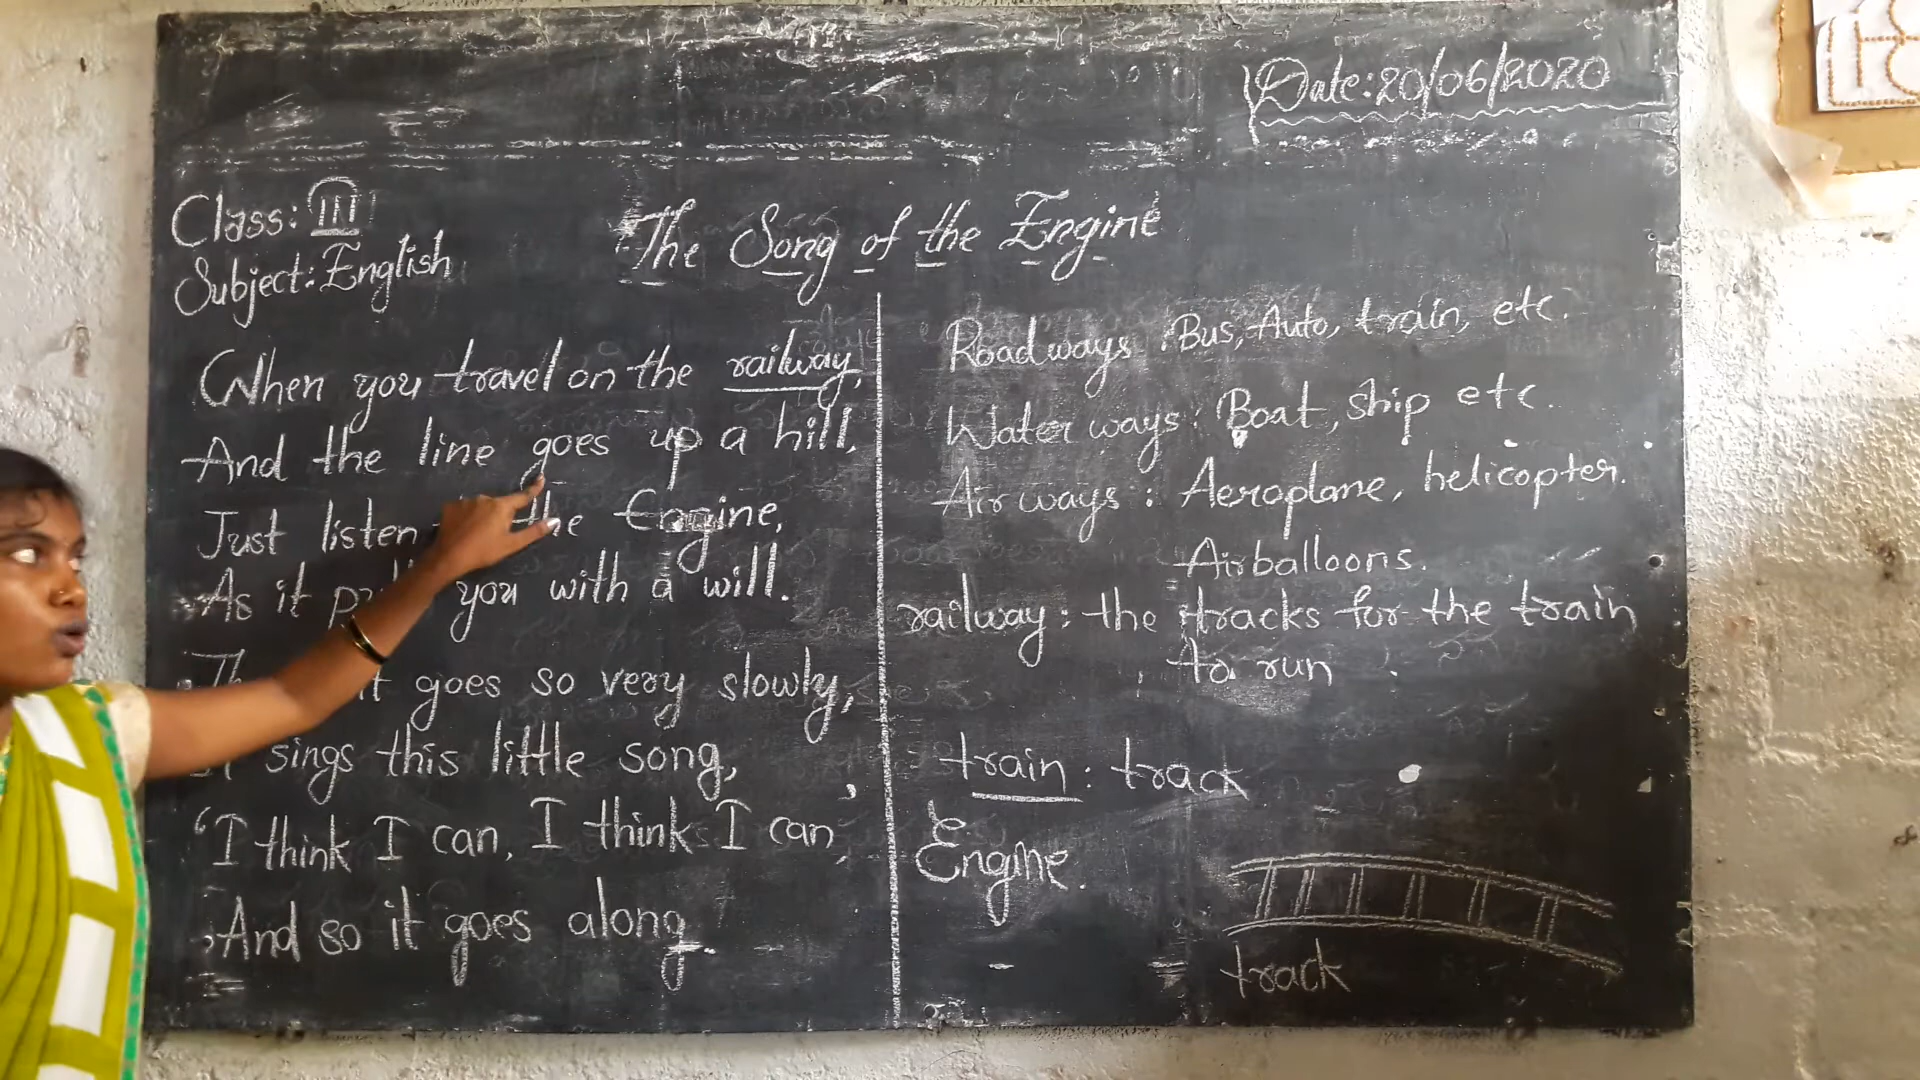 Date: 20/06/2020
Class: III
Subject: English
The Song of the Engine
When you travel on the railway,
And the line goes up a hill,
Just listen the Engine,
As it you with a will.
goes so very slowly,
sings this little song,
"I think I can, I think I can,
And so it goes along.
Roadways : Bus, Auto, train, etc.
Water ways : Boat, ship etc.
Air ways : Aeroplane, helicopter.
Airballoons.
railway : the tracks for the train
to run
train : track
Engine.
track